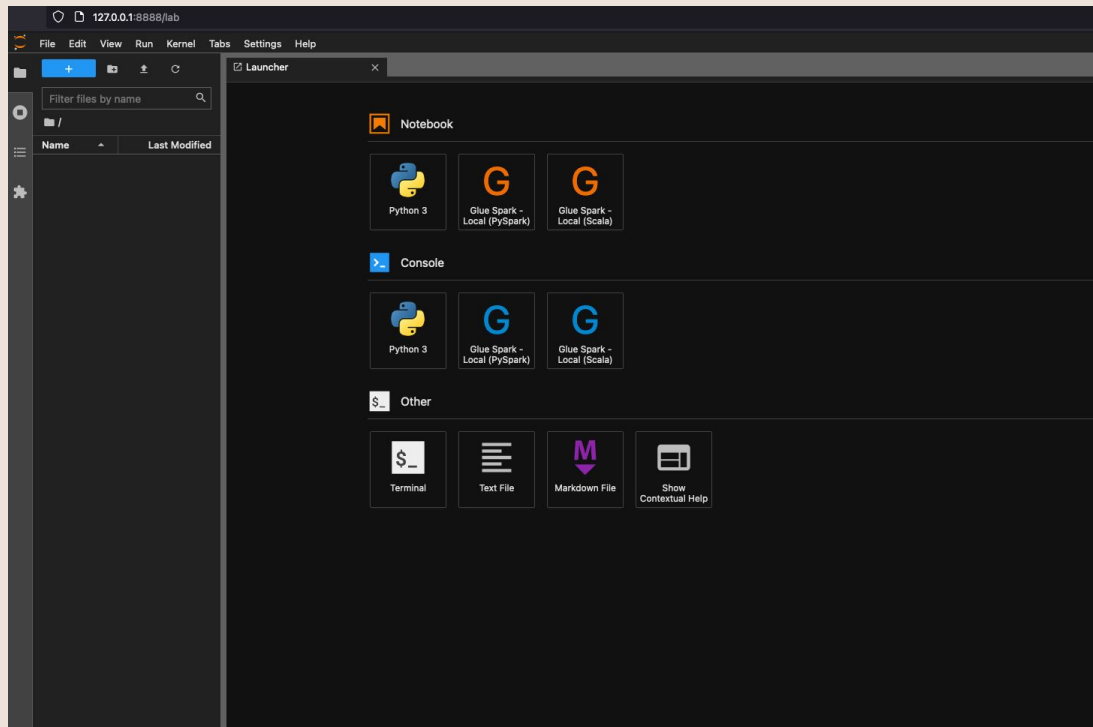 127.0.0.1:8888/lab
File Edit View Run Kernel Tabs Settings Help
+
Launcher
Filter files by name
/
Name Last Modified
Notebook
Python 3
G
Glue Spark -
Local (PySpark)
G
Glue Spark -
Local (Scala)
>_ Console
Python 3
G
Glue Spark -
Local (PySpark)
G
Glue Spark -
Local (Scala)
$_ Other
$_
Terminal
Text File
M
Markdown File
Show
Contextual Help